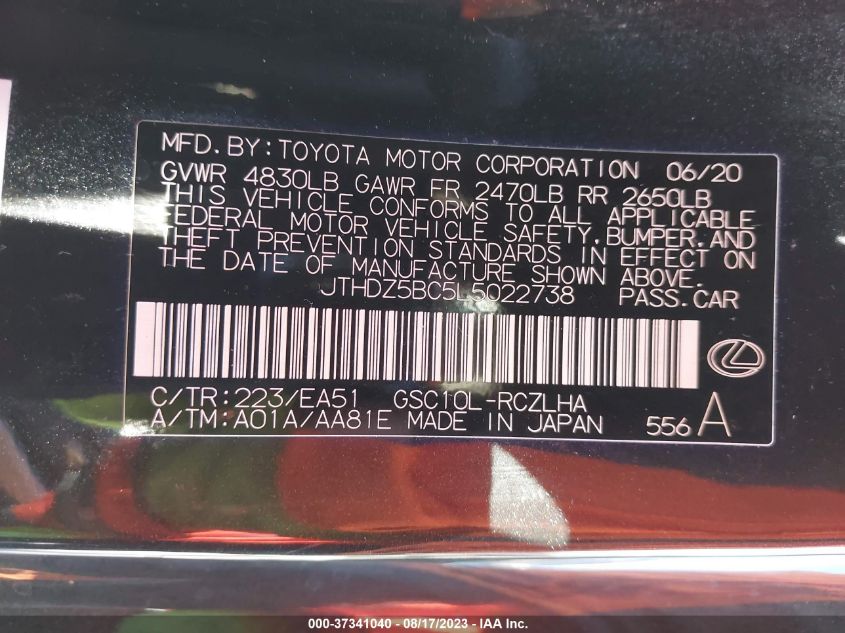 MFD.BY:TOYOTA MOTOR CORPORATION 06/20
GVWR 4830LB GAWR FR 2470LB RR 2650LB
THIS VEHICLE CONFORMS TO ALL APPLICABLE
FEDERAL MOTOR VEHICLE SAFETY,BUMPER,AND
THEFT PREVENTION STANDARDS IN EFFECT ON
THE DATE OF MANUFACTURE SHOWN ABOVE.
JTHDZ5BC5L5022738 PASS.CAR
C/TR:223/EA51 GSC10L-RCZLHA
A/TM:A01A/AA81E MADE IN JAPAN 556 A
000-37341040 - 08/17/2023 - IAA Inc.